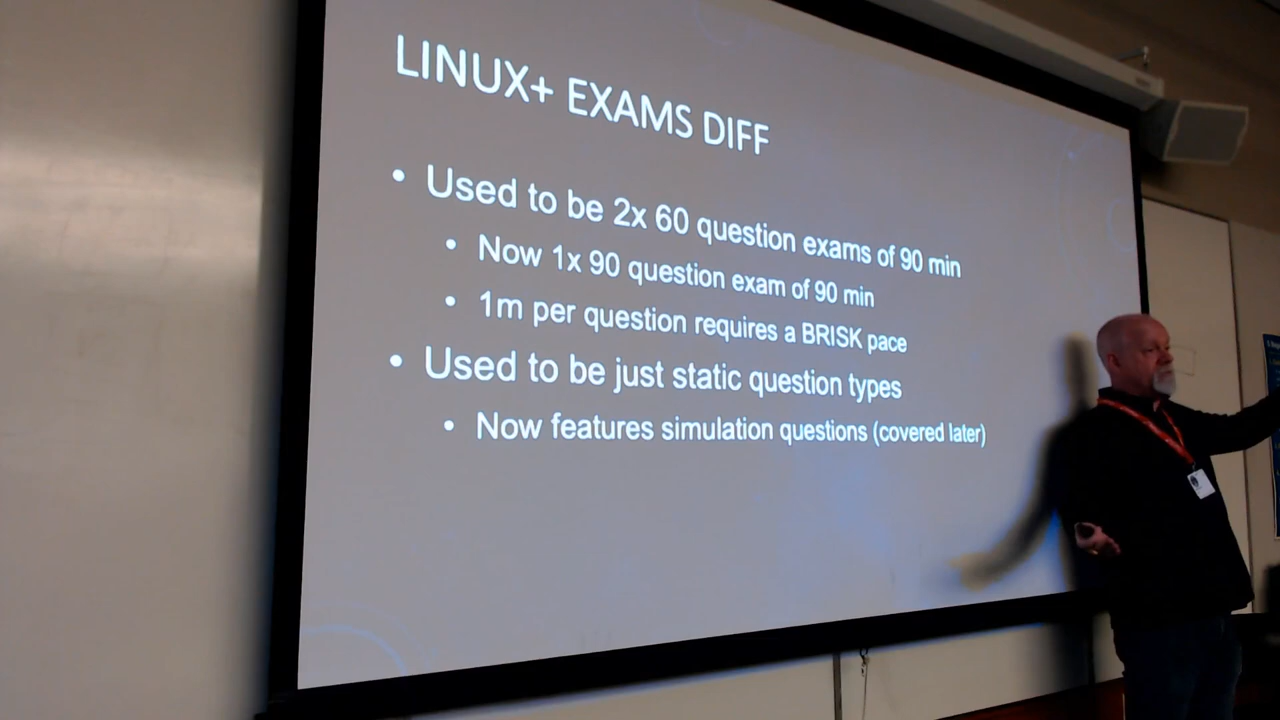 LINUX+ EXAMS DIFF
• Used to be 2x 60 question exams of 90 min
• Now 1x 90 question exam of 90 min
• 1m per question requires a BRISK pace
• Used to be just static question types
• Now features simulation questions (covered later)